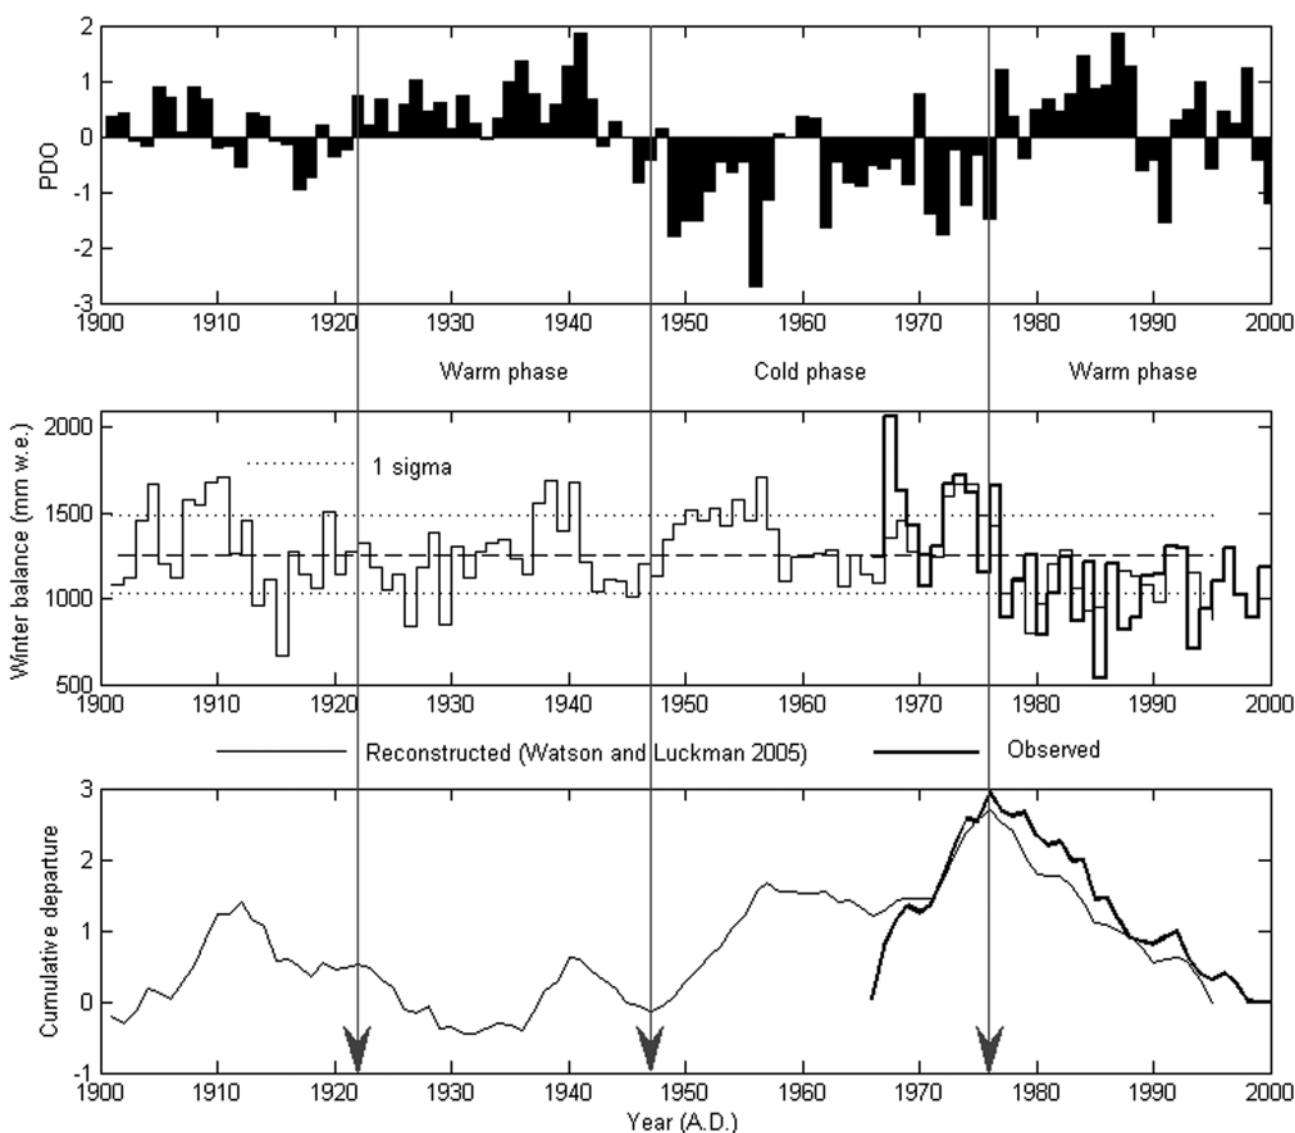 2
1
0
-1
-2
-3
PDO
1900 1910 1920 1930 1940 1950 1960 1970 1980 1990 2000
Warm phase Cold phase Warm phase
2000
1500
1000
500
Winter balance (mm w.e.)
1 sigma
1900 1910 1920 1930 1940 1950 1960 1970 1980 1990 2000
Reconstructed (Watson and Luckman 2005) Observed
3
2
1
0
-1
Cumulative departure
1900 1910 1920 1930 1940 1950 1960 1970 1980 1990 2000
Year (A.D.)